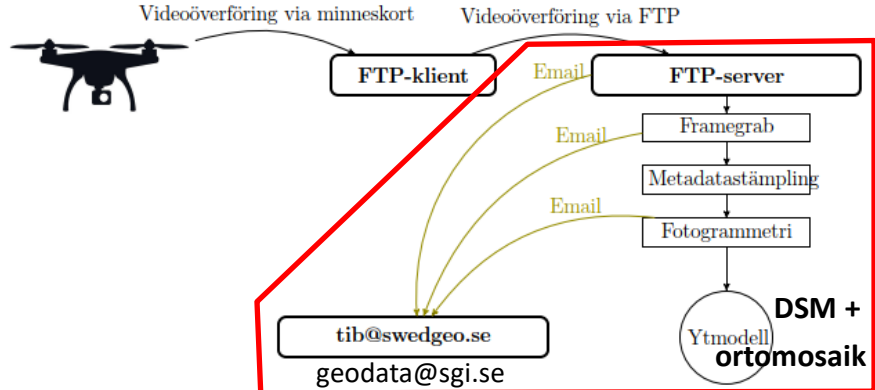 Videoöverföring via minneskort
Videoöverföring via FTP
FTP-klient
Email
FTP-server
Email
Framegrab
Metadatastämpling
Email
Fotogrammetri
DSM +
tib@swedgeo.se
Ytmodell
ortomosaik
geodata@sgi.se